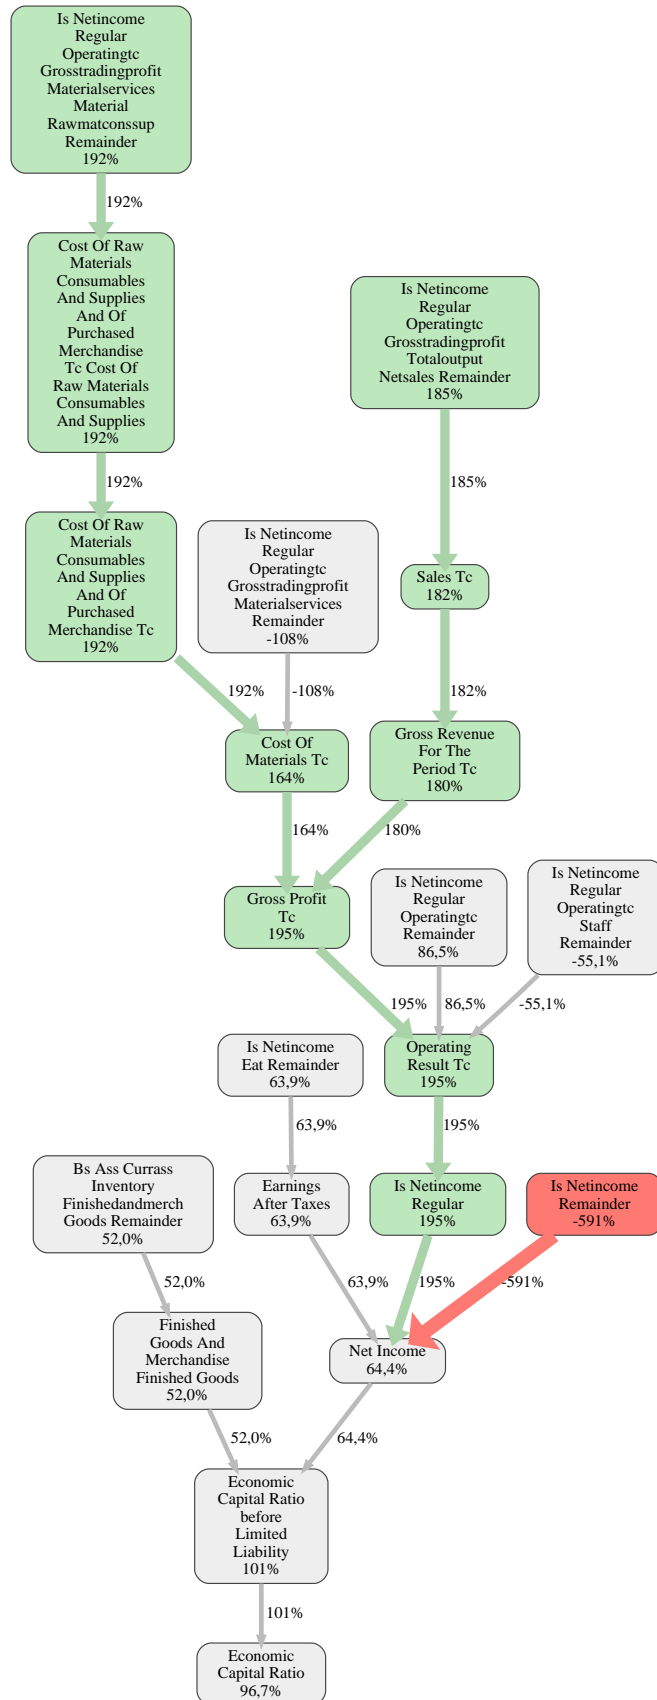 Is Netincome
Regular
Operatingtc
Grosstradingprofit
Materialservices
Material
Rawmatconssup
Remainder
192%
192%
Cost Of Raw
Materials
Consumables
And Supplies
And Of
Purchased
Merchandise
Tc Cost Of
Raw Materials
Consumables
And Supplies
192%
Is Netincome
Regular
Operatingtc
Grosstradingprofit
Totaloutput
Netsales Remainder
185%
192%
185%
Cost Of Raw
Materials
Consumables
And Supplies
And Of
Purchased
Merchandise Tc
192%
Is Netincome
Regular
Operatingtc
Grosstradingprofit
Materialservices
Remainder
-108%
Sales Tc
182%
192%
-108%
182%
Cost Of
Materials Tc
164%
Gross Revenue
For The
Period Tc
180%
164%
180%
Gross Profit
Tc
195%
Is Netincome
Regular
Operatingtc
Remainder
86,5%
Is Netincome
Regular
Operatingtc
Staff
Remainder
-55,1%
195%
86,5%
-55,1%
Is Netincome
Eat Remainder
63,9%
Operating
Result Tc
195%
63,9%
195%
Bs Ass Currass
Inventory
Finishedandmerch
Goods Remainder
52,0%
Earnings
After Taxes
63,9%
Is Netincome
Regular
195%
Is Netincome
Remainder
-591%
52,0%
63,9%
195%
-591%
Finished
Goods And
Merchandise
Finished Goods
52,0%
Net Income
64,4%
52,0%
64,4%
Economic
Capital Ratio
before
Limited
Liability
101%
101%
Economic
Capital Ratio
96,7%